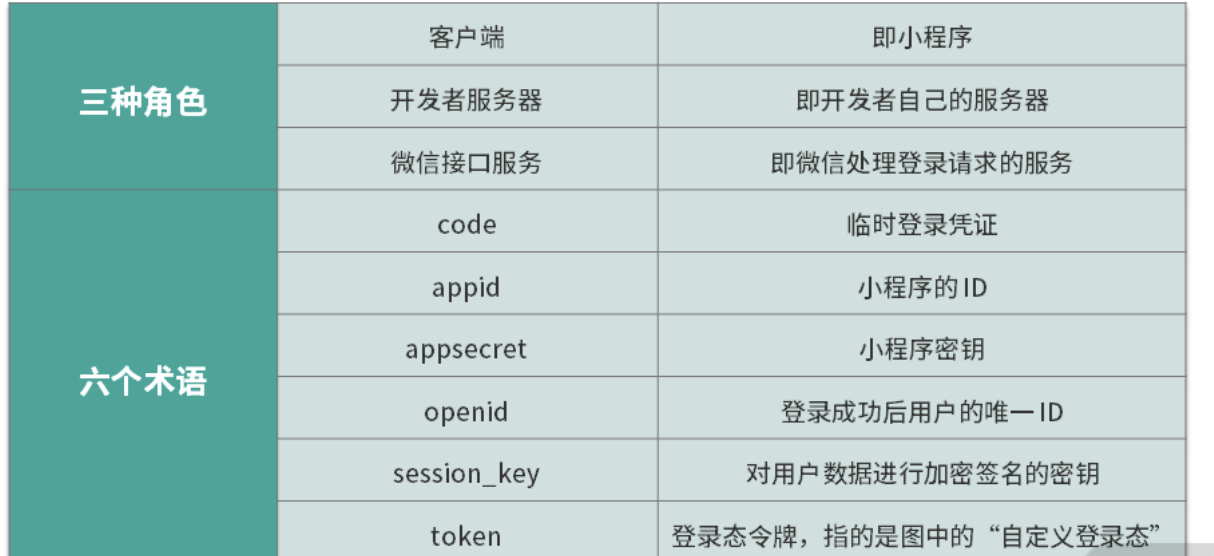 三种角色
客户端
即小程序
开发者服务器
即开发者自己的服务器
微信接口服务
即微信处理登录请求的服务
六个术语
code
临时登录凭证
appid
小程序的ID
appsecret
小程序密钥
openid
登录成功后用户的唯一ID
session_key
对用户数据进行加密签名的密钥
token
登录态令牌，指的是图中的“自定义登录态”